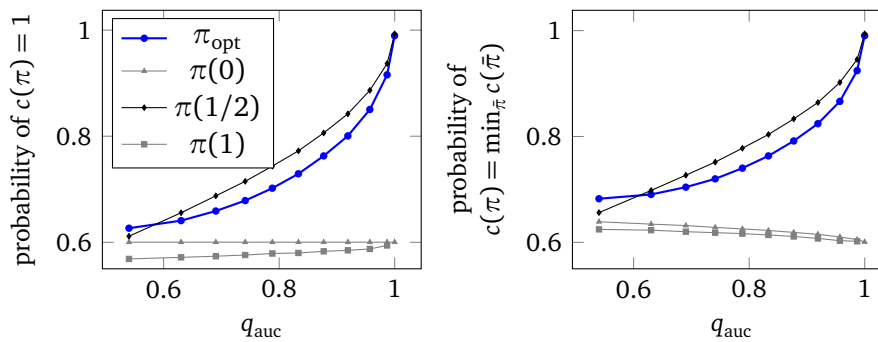 probability of c(π) = 1
1
0.8
0.6
0.6 0.8 1
q_auc
π_opt
π(0)
π(1/2)
π(1)
probability of
c(π) = min_π̄ c(π̄)
1
0.8
0.6
0.6 0.8 1
q_auc